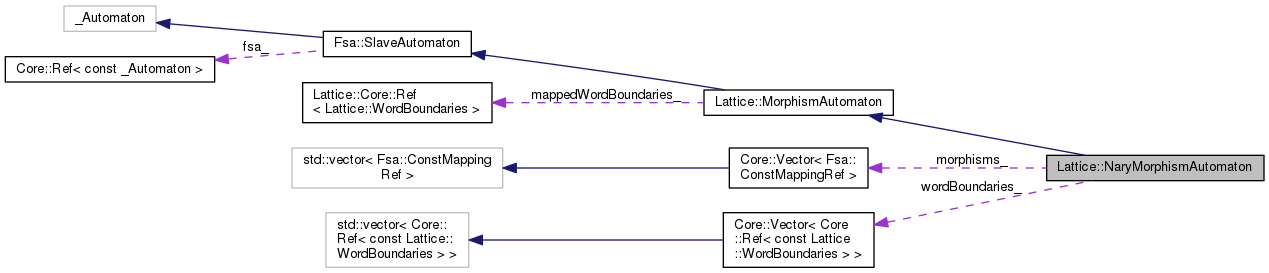 _Automaton
Fsa::SlaveAutomaton
fsa_
Core::Ref< const _Automaton >
Lattice::Core::Ref
< Lattice::WordBoundaries >
mappedWordBoundaries_
Lattice::MorphismAutomaton
std::vector< Fsa::ConstMapping
Ref >
Core::Vector< Fsa::
ConstMappingRef >
morphisms_
Lattice::NaryMorphismAutomaton
wordBoundaries_
std::vector< Core::
Ref< const Lattice::
WordBoundaries > >
Core::Vector< Core
::Ref< const Lattice
::WordBoundaries > >